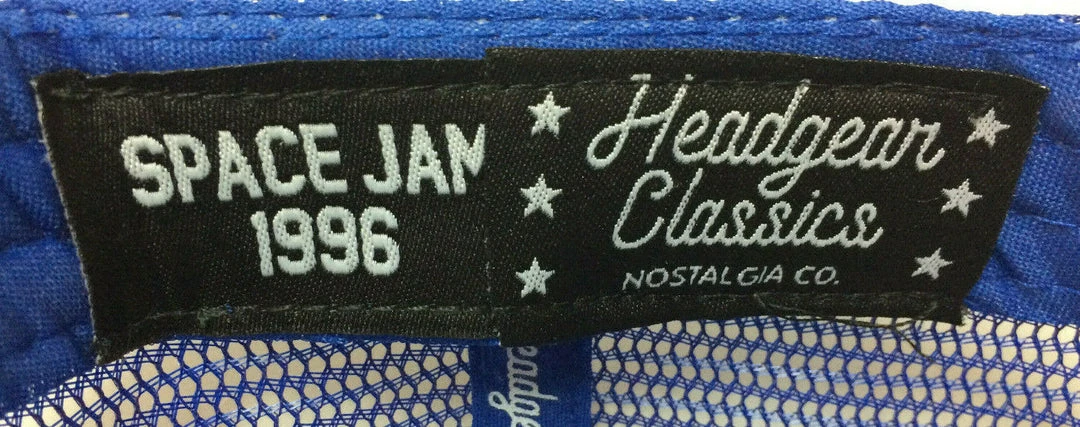 SPACE JAM
1996
Headgear
Classics
NOSTALGIA CO.